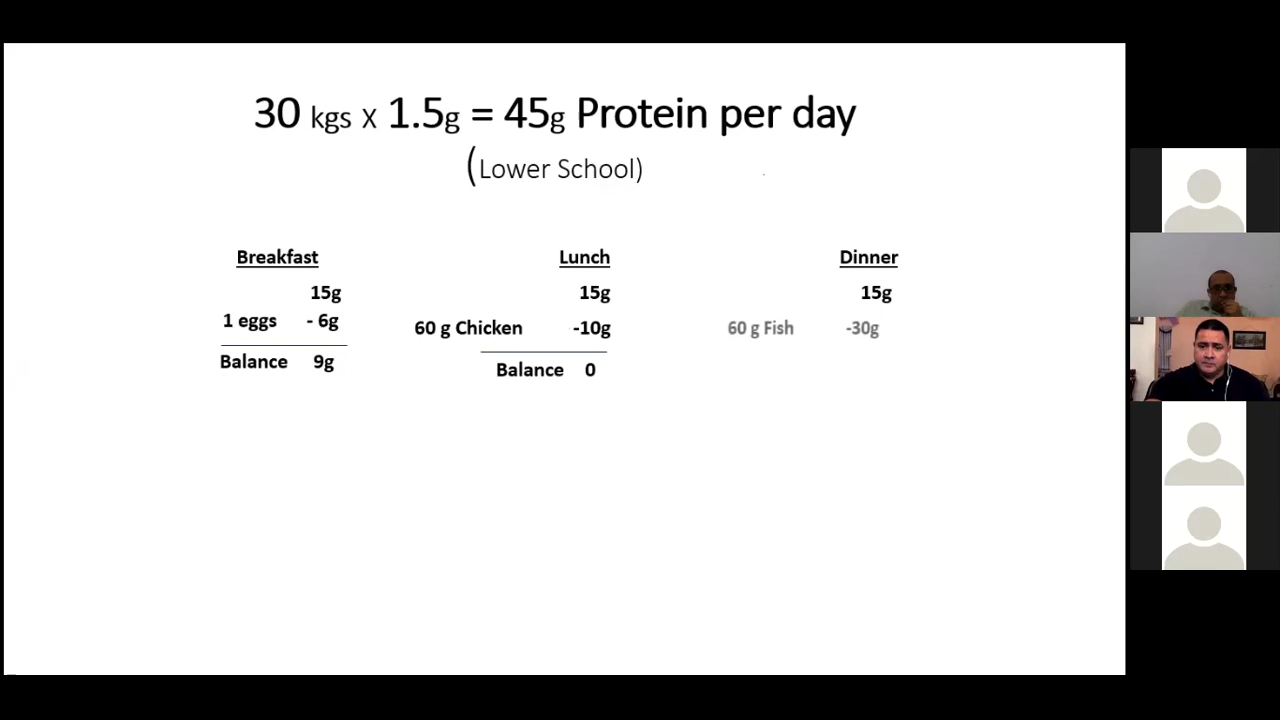 30 kgs x 1.5g = 45g Protein per day
(Lower School)
Breakfast
15g
1 eggs - 6g
Balance 9g
Lunch
15g
60 g Chicken -10g
Balance 0
Dinner
15g
60 g Fish -30g